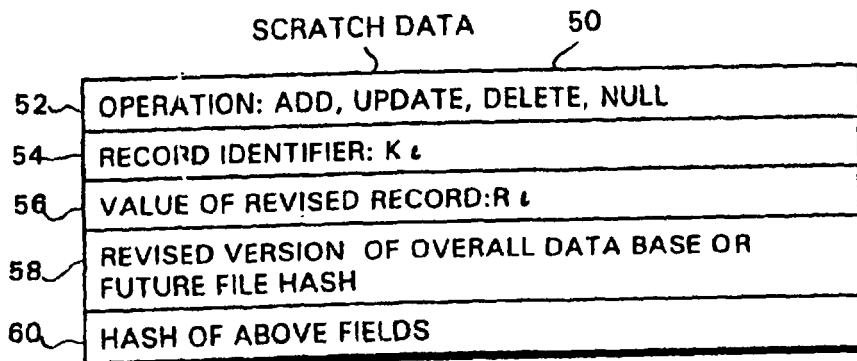 SCRATCH DATA 50
52 OPERATION: ADD, UPDATE, DELETE, NULL
54 RECORD IDENTIFIER: K i
56 VALUE OF REVISED RECORD:R i
58 REVISED VERSION OF OVERALL DATA BASE OR
FUTURE FILE HASH
60 HASH OF ABOVE FIELDS